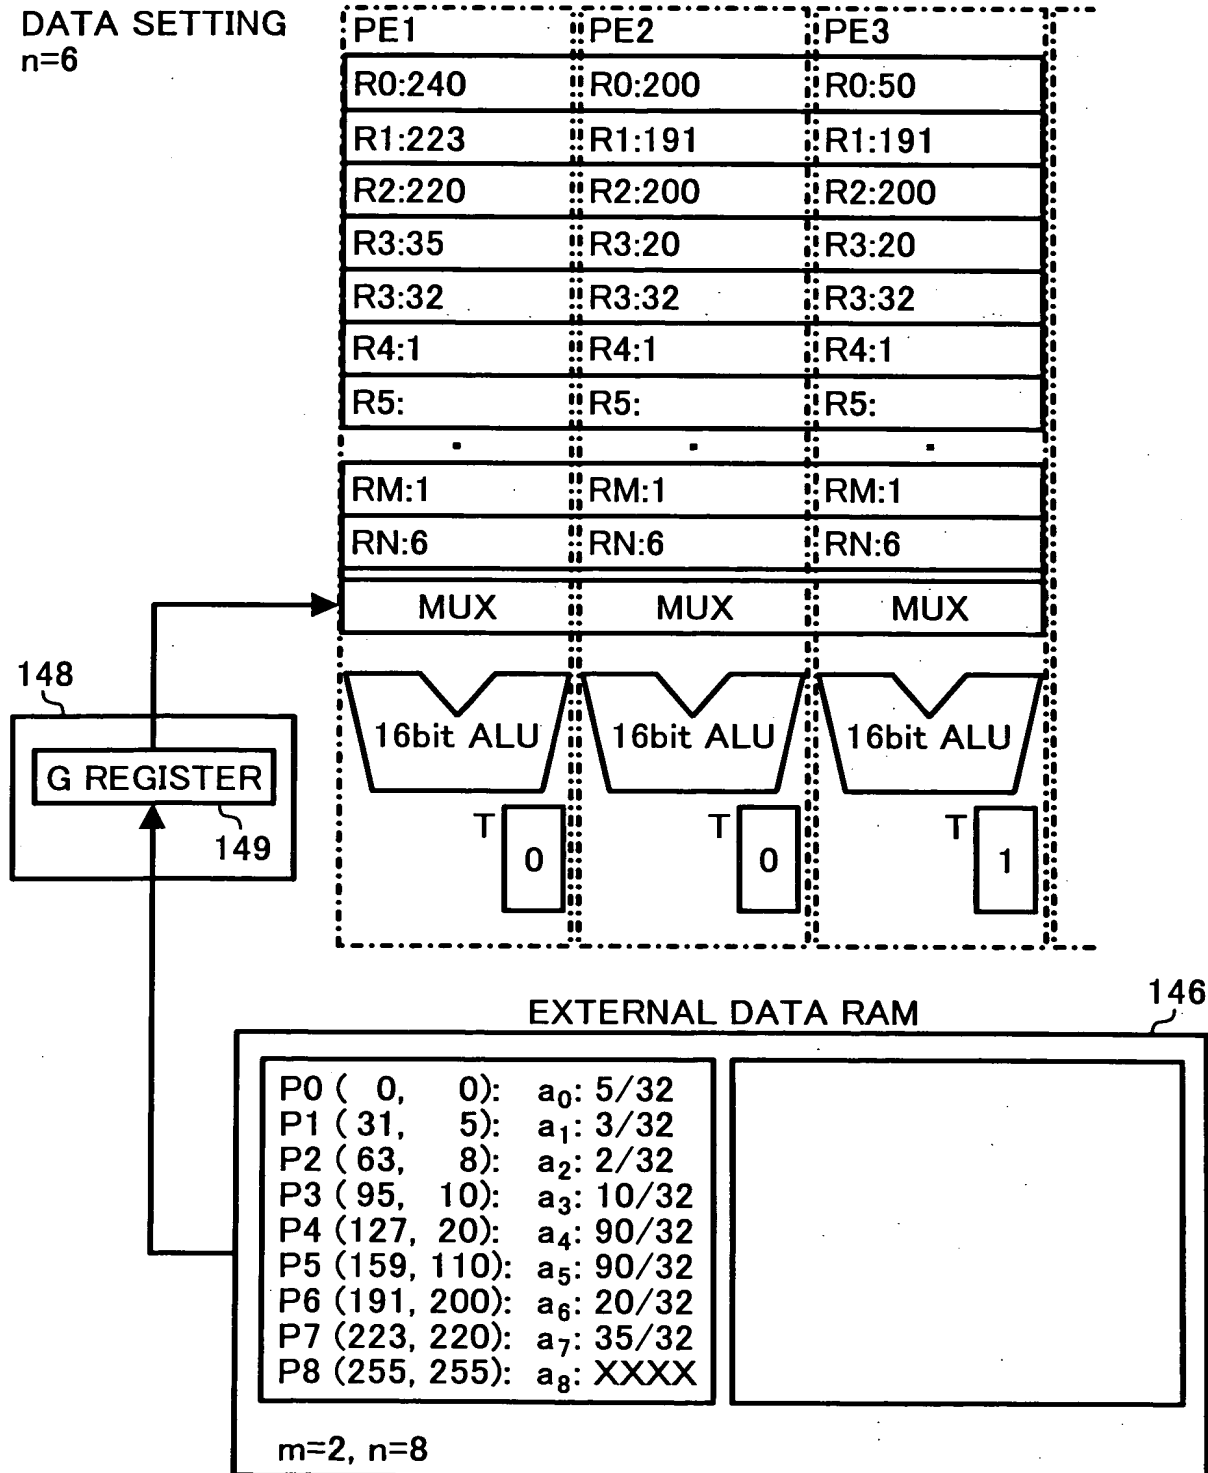 DATA SETTING
n=6
PE1 PE2 PE3
R0:240 R0:200 R0:50
R1:223 R1:191 R1:191
R2:220 R2:200 R2:200
R3:35 R3:20 R3:20
R3:32 R3:32 R3:32
R4:1 R4:1 R4:1
R5: R5: R5:
RM:1 RM:1 RM:1
RN:6 RN:6 RN:6
MUX MUX MUX
148
16bit ALU 16bit ALU 16bit ALU
G REGISTER
149
T 0 T 0 T 1
EXTERNAL DATA RAM
146
P0 ( 0, 0): a₀: 5/32
P1 ( 31, 5): a₁: 3/32
P2 ( 63, 8): a₂: 2/32
P3 ( 95, 10): a₃: 10/32
P4 (127, 20): a₄: 90/32
P5 (159, 110): a₅: 90/32
P6 (191, 200): a₆: 20/32
P7 (223, 220): a₇: 35/32
P8 (255, 255): a₈: XXXX
m=2, n=8